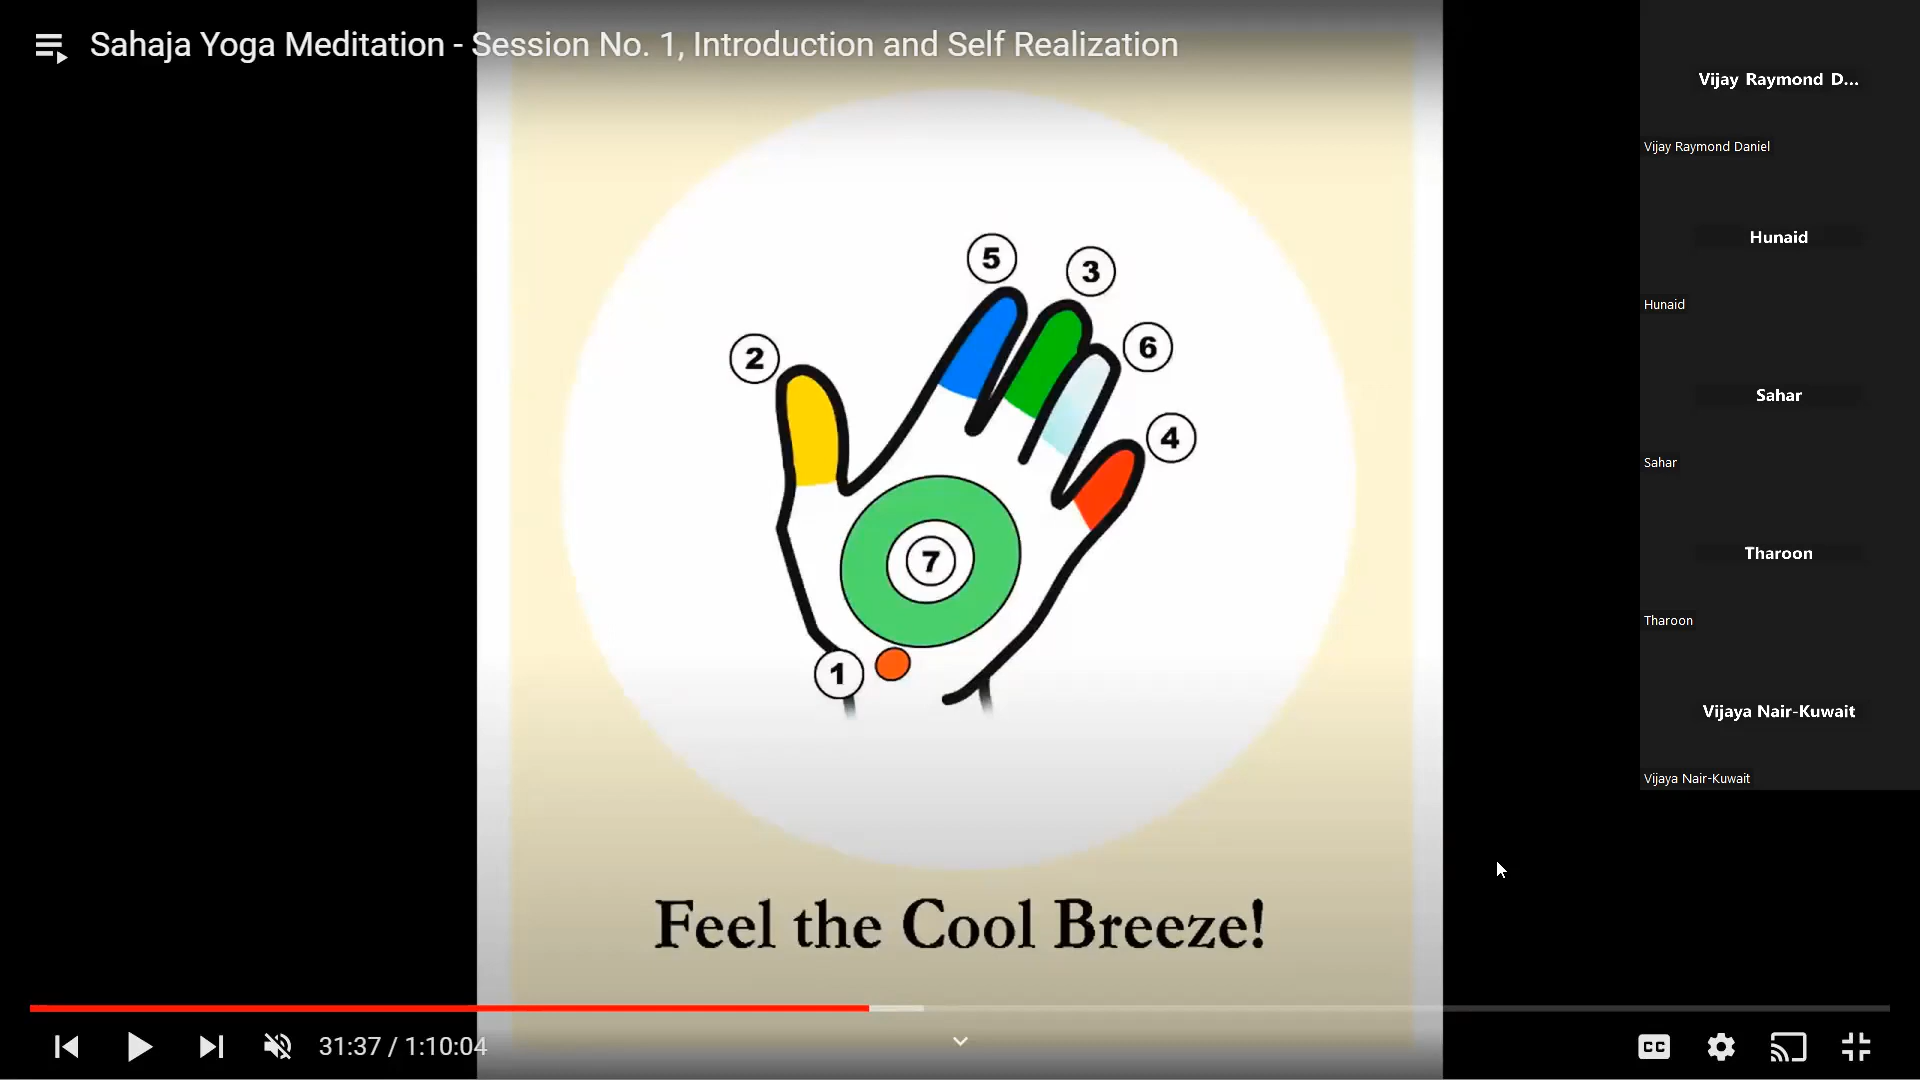 Sahaja Yoga Meditation - Session No. 1, Introduction and Self Realization
Vijay Raymond D...
Vijay Raymond Daniel
Hunaid
Hunaid
Sahar
Sahar
Tharoon
Tharoon
Vijaya Nair-Kuwait
Vijaya Nair-Kuwait
5
3
6
2
4
7
1
Feel the Cool Breeze!
31:37 / 1:10:04
CC